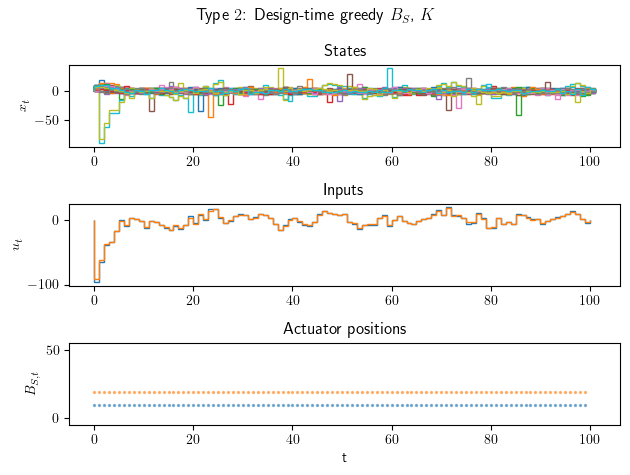 Type 2: Design-time greedy $B_S$, $K$
States
0
−50
$x_t$
0 20 40 60 80 100
Inputs
0
−100
$u_t$
0 20 40 60 80 100
Actuator positions
50
0
$B_{S,t}$
0 20 40 60 80 100
t